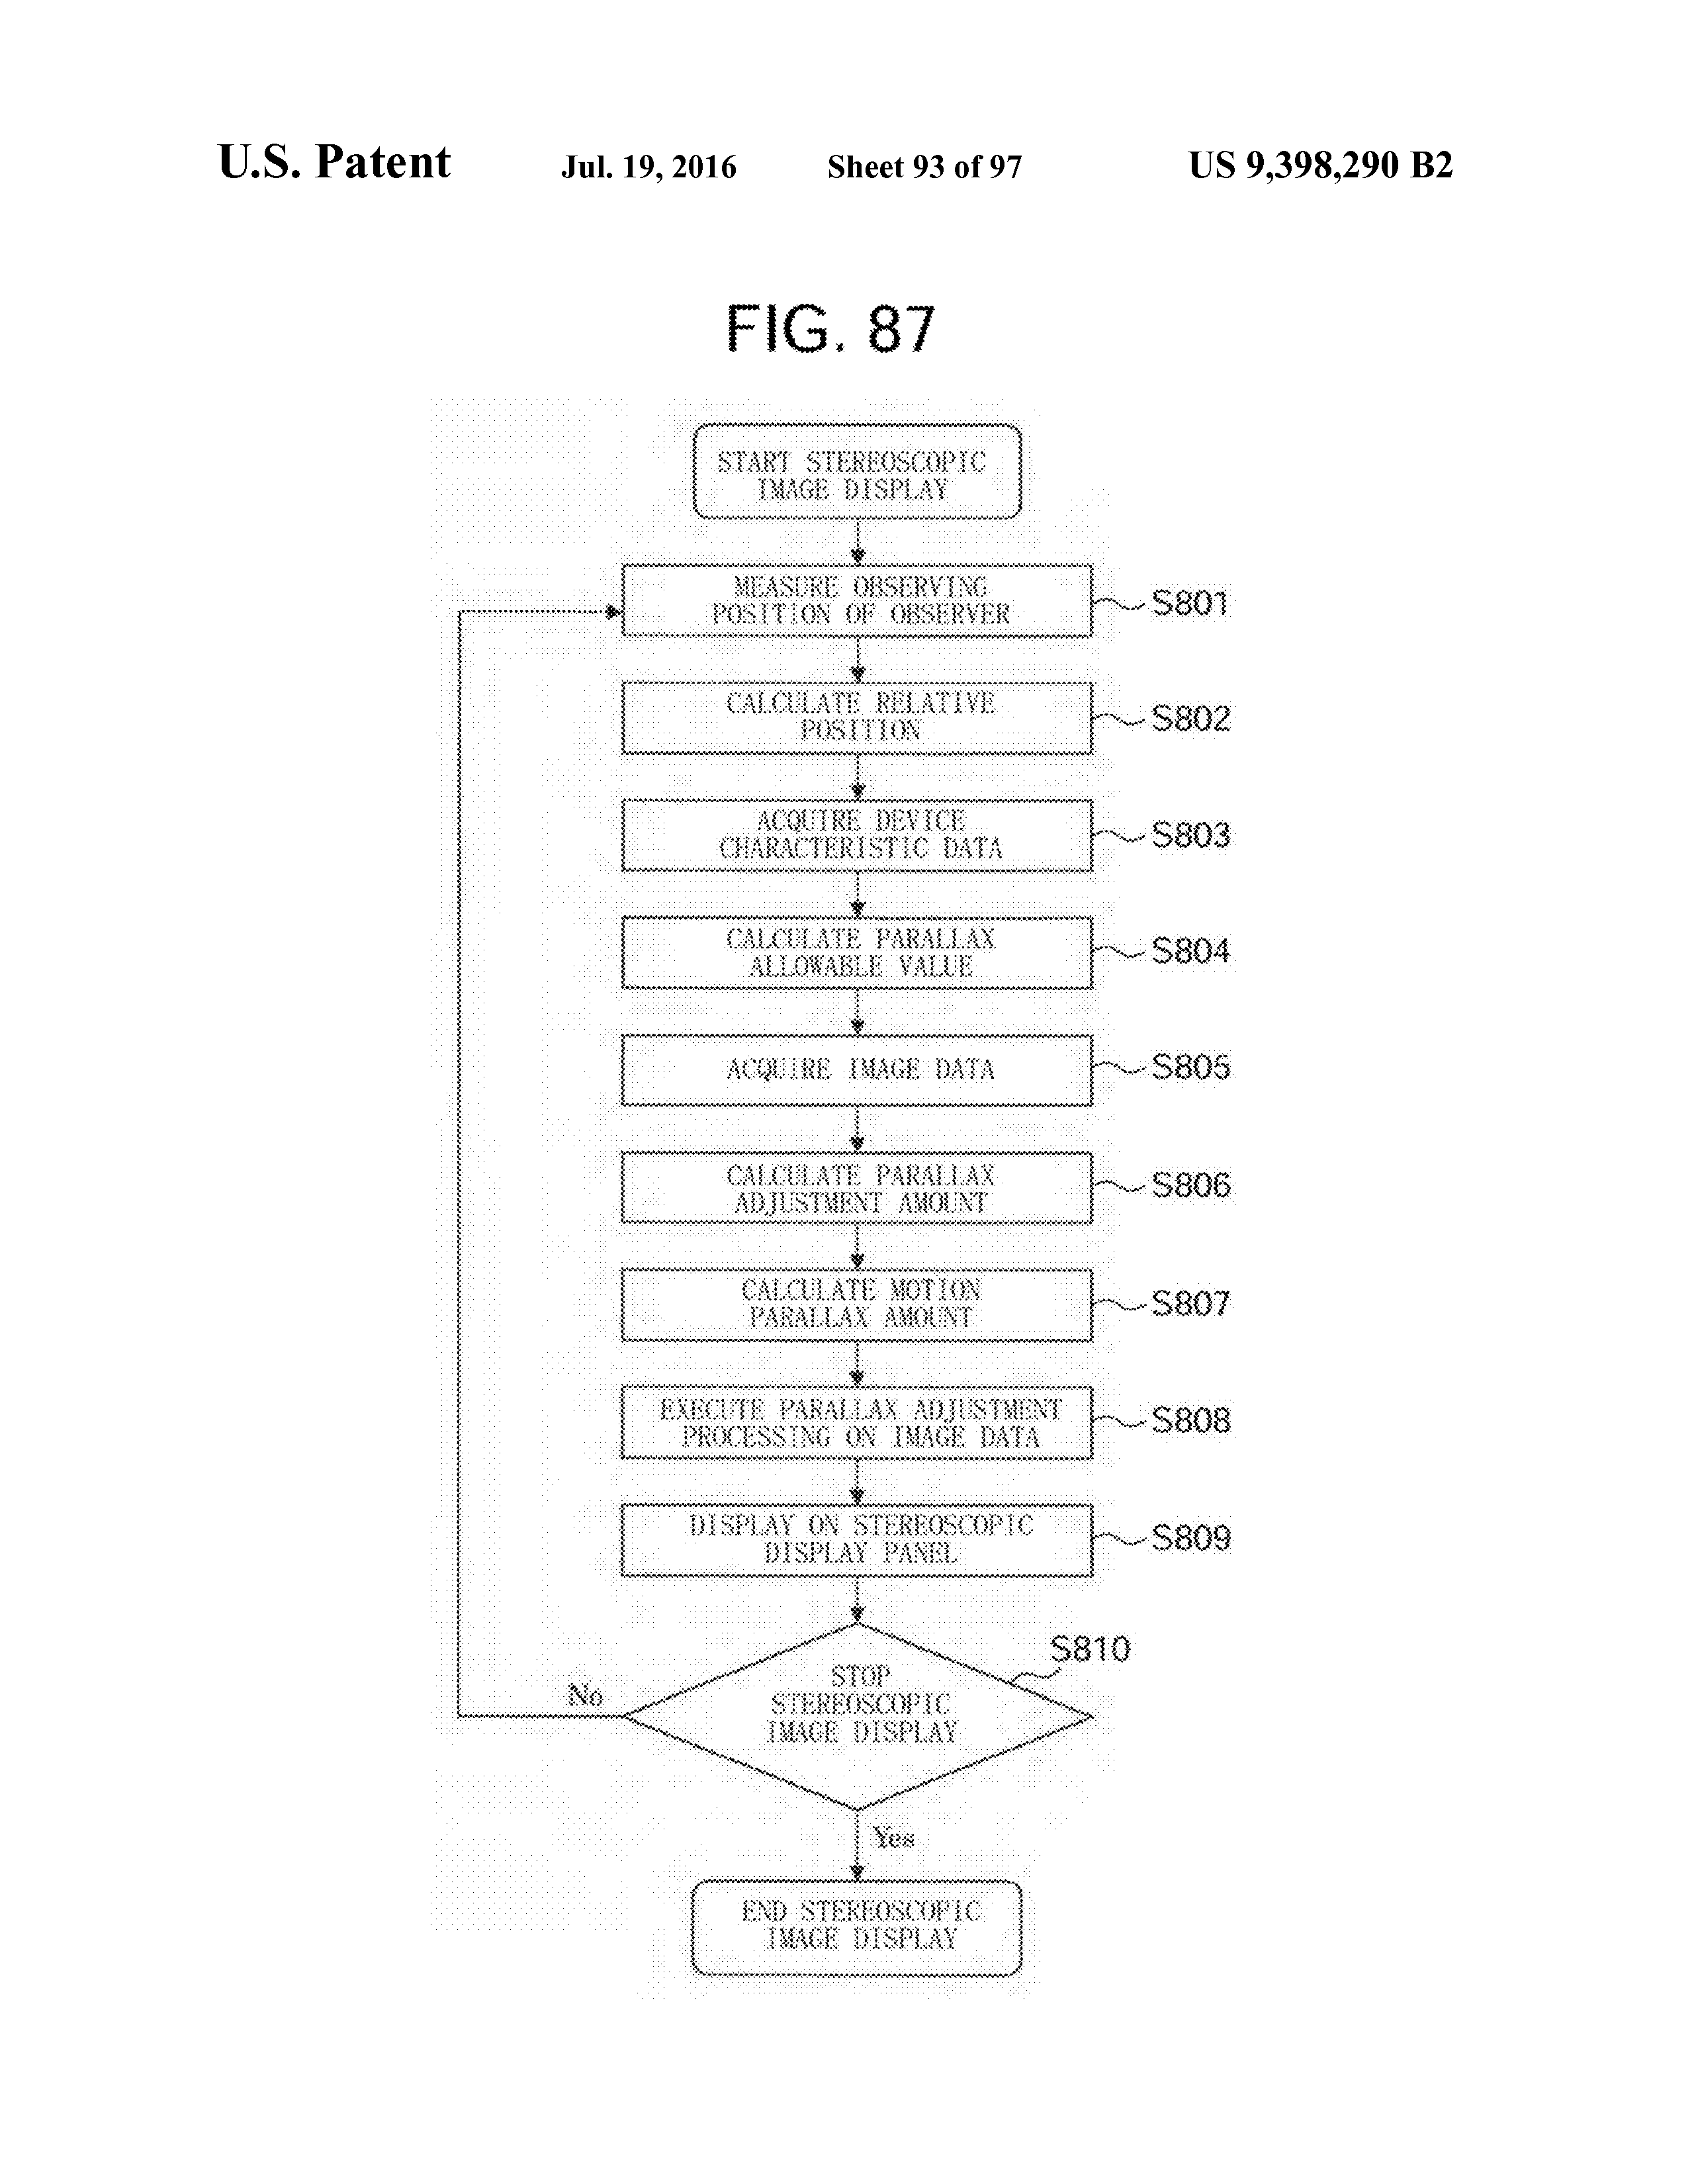 U.S. Patent Jul. 19, 2016 Sheet 93 of 97 US 9,398,290 B2
FIG. 87
START STEREOSCOPIC
IMAGE DISPLAY
MEASURE OBSERVING
POSITION OF OBSERVER
S801
CALCULATE RELATIVE
POSITION
S802
ACQUIRE DEVICE
CHARACTERISTIC DATA
S803
CALCULATE PARALLAX
ALLOWABLE VALUE
S804
ACQUIRE IMAGE DATA
S805
CALCULATE PARALLAX
ADJUSTMENT AMOUNT
S806
CALCULATE MOTION
PARALLAX AMOUNT
S807
EXECUTE PARALLAX ADJUSTMENT
PROCESSING ON IMAGE DATA
S808
DISPLAY ON STEREOSCOPIC
DISPLAY PANEL
S809
S810
STOP
STEREOSCOPIC
IMAGE DISPLAY
No
Yes
END STEREOSCOPIC
IMAGE DISPLAY